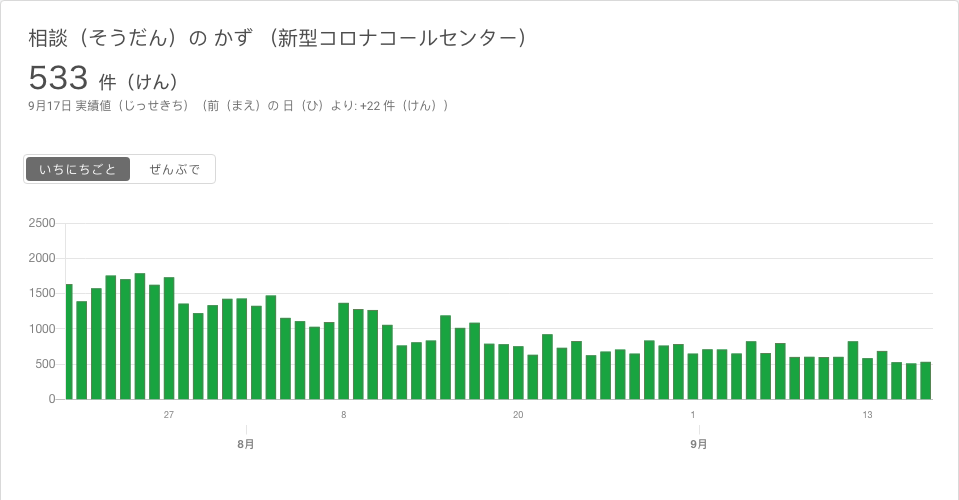 相談（そうだん）の かず （新型コロナコールセンター）
533 件（けん）
9月17日 実績値（じっせきち）（前（まえ）の 日（ひ）より: +22 件（けん））
いちにちごと ぜんぶで
2500
2000
1500
1000
500
0
27 8 20 1 13
8月 9月